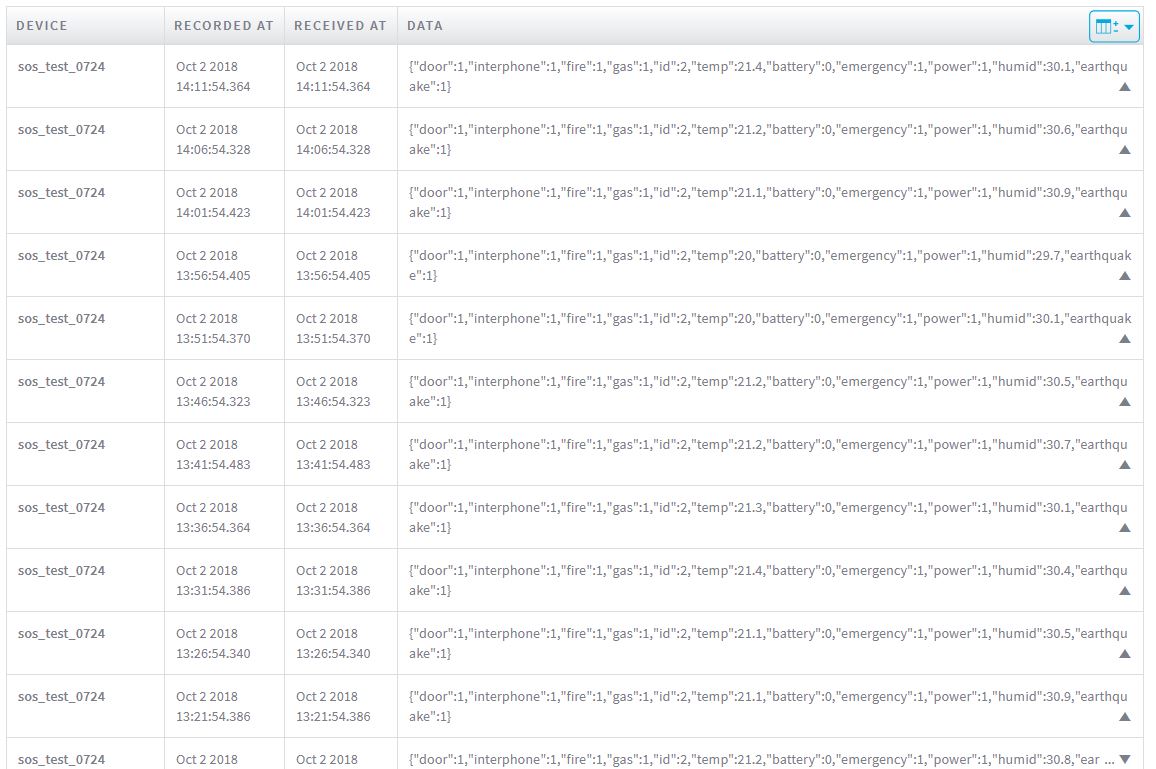 DEVICE RECORDED AT RECEIVED AT DATA
sos_test_0724 Oct 2 2018 Oct 2 2018 {"door":1,"interphone":1,"fire":1,"gas":1,"id":2,"temp":21.4,"battery":0,"emergency":1,"power":1,"humid":30.1,"earthqu
14:11:54.364 14:11:54.364 ake":1}
sos_test_0724 Oct 2 2018 Oct 2 2018 {"door":1,"interphone":1,"fire":1,"gas":1,"id":2,"temp":21.2,"battery":0,"emergency":1,"power":1,"humid":30.6,"earthqu
14:06:54.328 14:06:54.328 ake":1}
sos_test_0724 Oct 2 2018 Oct 2 2018 {"door":1,"interphone":1,"fire":1,"gas":1,"id":2,"temp":21.1,"battery":0,"emergency":1,"power":1,"humid":30.9,"earthqu
14:01:54.423 14:01:54.423 ake":1}
sos_test_0724 Oct 2 2018 Oct 2 2018 {"door":1,"interphone":1,"fire":1,"gas":1,"id":2,"temp":20,"battery":0,"emergency":1,"power":1,"humid":29.7,"earthquak
13:56:54.405 13:56:54.405 e":1}
sos_test_0724 Oct 2 2018 Oct 2 2018 {"door":1,"interphone":1,"fire":1,"gas":1,"id":2,"temp":20,"battery":0,"emergency":1,"power":1,"humid":30.1,"earthquak
13:51:54.370 13:51:54.370 e":1}
sos_test_0724 Oct 2 2018 Oct 2 2018 {"door":1,"interphone":1,"fire":1,"gas":1,"id":2,"temp":21.2,"battery":0,"emergency":1,"power":1,"humid":30.5,"earthqu
13:46:54.323 13:46:54.323 ake":1}
sos_test_0724 Oct 2 2018 Oct 2 2018 {"door":1,"interphone":1,"fire":1,"gas":1,"id":2,"temp":21.2,"battery":0,"emergency":1,"power":1,"humid":30.7,"earthqu
13:41:54.483 13:41:54.483 ake":1}
sos_test_0724 Oct 2 2018 Oct 2 2018 {"door":1,"interphone":1,"fire":1,"gas":1,"id":2,"temp":21.3,"battery":0,"emergency":1,"power":1,"humid":30.1,"earthqu
13:36:54.364 13:36:54.364 ake":1}
sos_test_0724 Oct 2 2018 Oct 2 2018 {"door":1,"interphone":1,"fire":1,"gas":1,"id":2,"temp":21.4,"battery":0,"emergency":1,"power":1,"humid":30.4,"earthqu
13:31:54.386 13:31:54.386 ake":1}
sos_test_0724 Oct 2 2018 Oct 2 2018 {"door":1,"interphone":1,"fire":1,"gas":1,"id":2,"temp":21.1,"battery":0,"emergency":1,"power":1,"humid":30.5,"earthqu
13:26:54.340 13:26:54.340 ake":1}
sos_test_0724 Oct 2 2018 Oct 2 2018 {"door":1,"interphone":1,"fire":1,"gas":1,"id":2,"temp":21.1,"battery":0,"emergency":1,"power":1,"humid":30.9,"earthqu
13:21:54.386 13:21:54.386 ake":1}
sos_test_0724 Oct 2 2018 Oct 2 2018 {"door":1,"interphone":1,"fire":1,"gas":1,"id":2,"temp":21.2,"battery":0,"emergency":1,"power":1,"humid":30.8,"ear ...